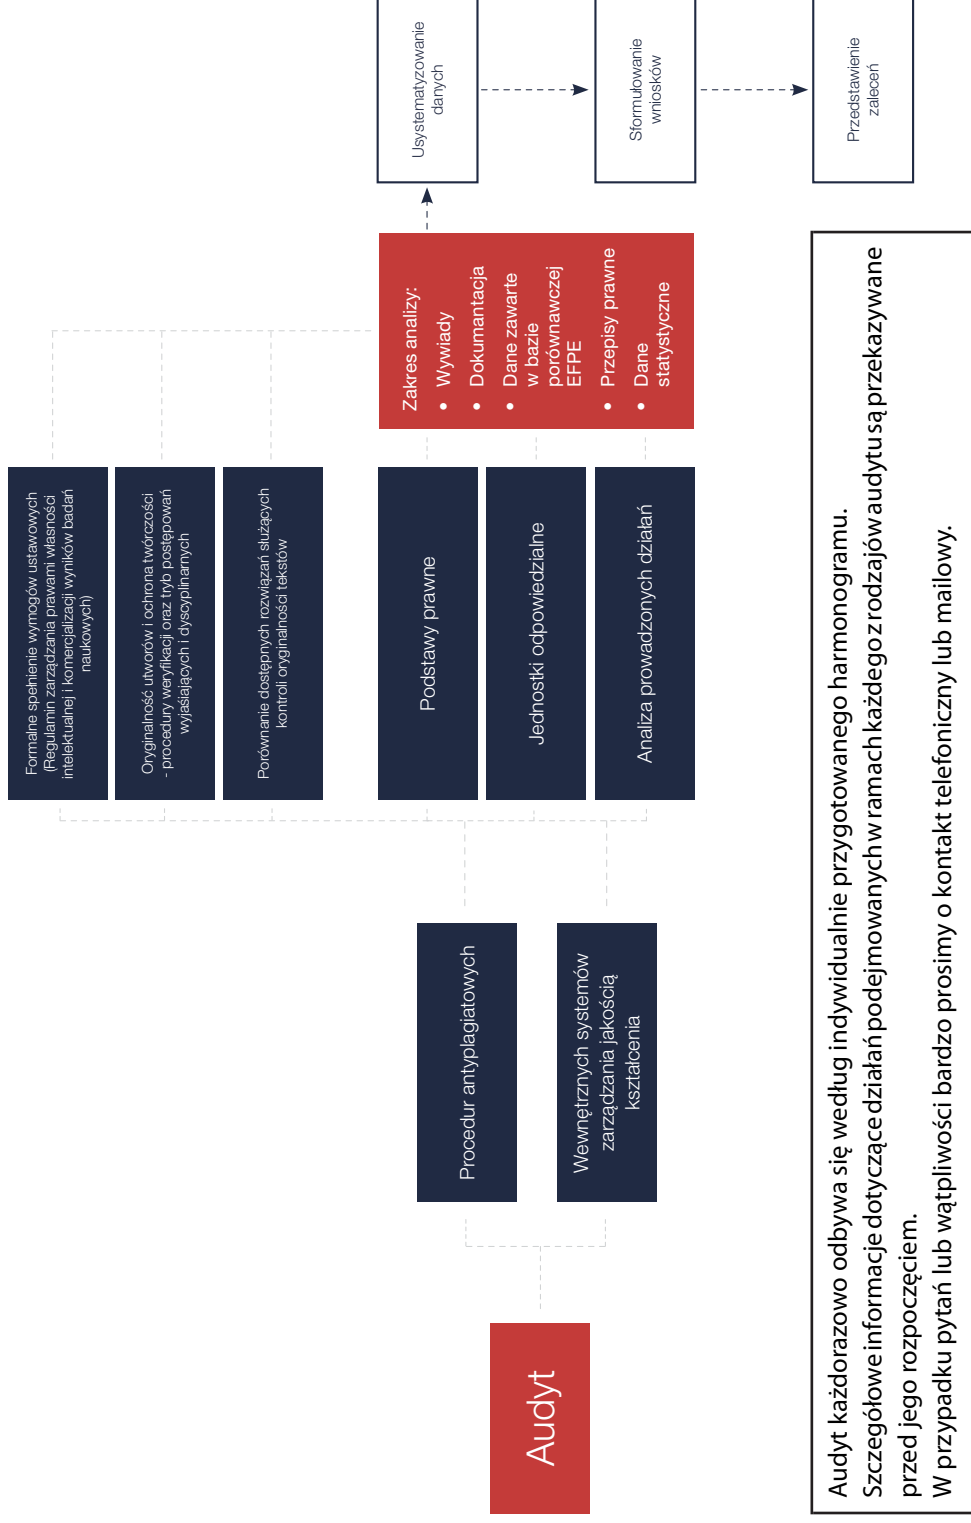 Audyt
Procedur antyplagiatowych
Wewnętrznych systemów
zarządzania jakością
kształcenia
Formalne spełnienie wymogów ustawowych
(Regulamin zarządzania prawami własności
intelektualnej i komercjalizacji wyników badań
naukowych)
Oryginalność utworów i ochrona twórczości
- procedury weryfikacji oraz tryb postępowań
wyjaśiających i dyscyplinarnych
Porównanie dostępnych rozwiązań służących
kontroli oryginalności tekstów
Podstawy prawne
Jednostki odpowiedzialne
Analiza prowadzonych działań
Zakres analizy:
• Wywiady
• Dokumantacja
• Dane zawarte
w bazie
porównawczej
EFPE
• Przepisy prawne
• Dane
statystyczne
Usystematyzowanie
danych
Sformułowanie
wniosków
Przedstawienie
zaleceń
Audyt każdorazowo odbywa się według indywidualnie przygotowanego harmonogramu.
Szczegółowe informacje dotyczące działań podejmowanych w ramach każdego z rodzajów audytu są przekazywane
przed jego rozpoczęciem.
W przypadku pytań lub wątpliwości bardzo prosimy o kontakt telefoniczny lub mailowy.